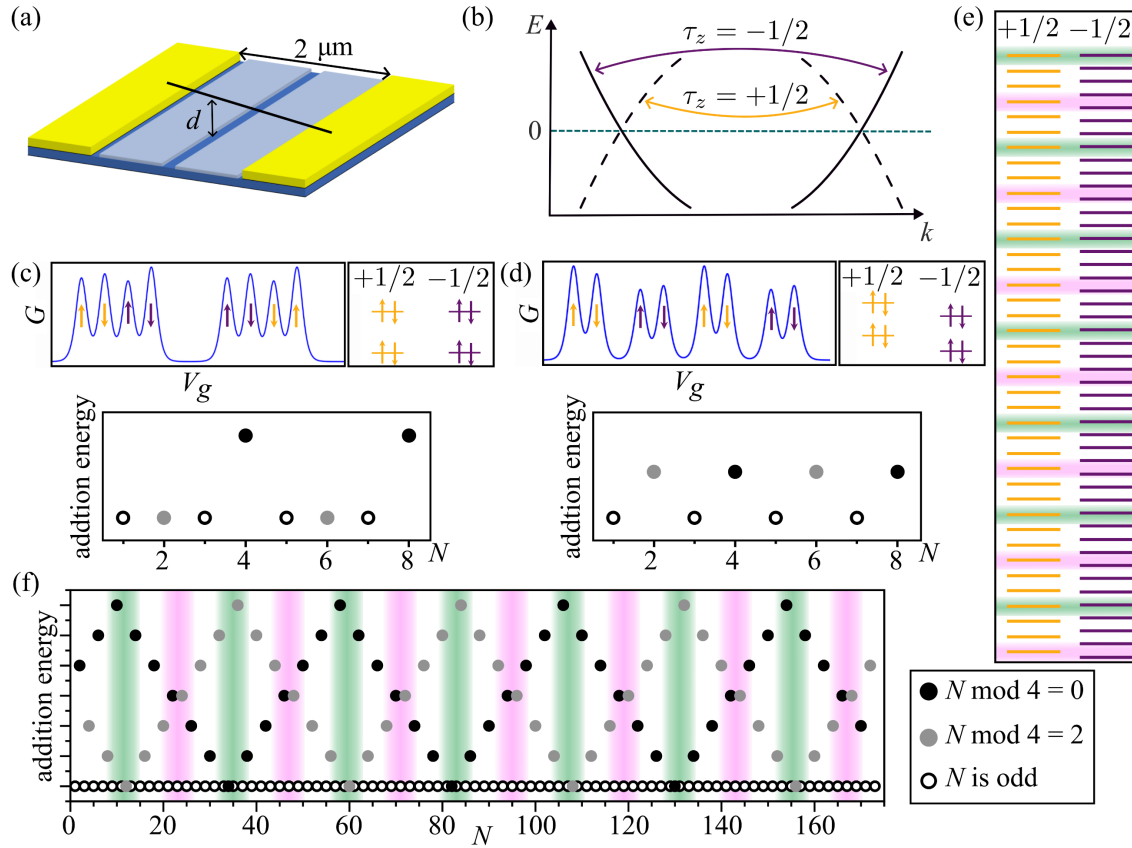 (a)
2 μm
d
(b)
E
τz = −1/2
τz = +1/2
0
k
(e)
+1/2 −1/2
(c)
G
Vg
+1/2 −1/2
(d)
G
Vg
+1/2
−1/2
addtion energy
2 4 6 8 N
addtion energy
2 4 6 8 N
(f)
addition energy
0 20 40 60 80 100 120 140 160
N
N mod 4 = 0
N mod 4 = 2
N is odd